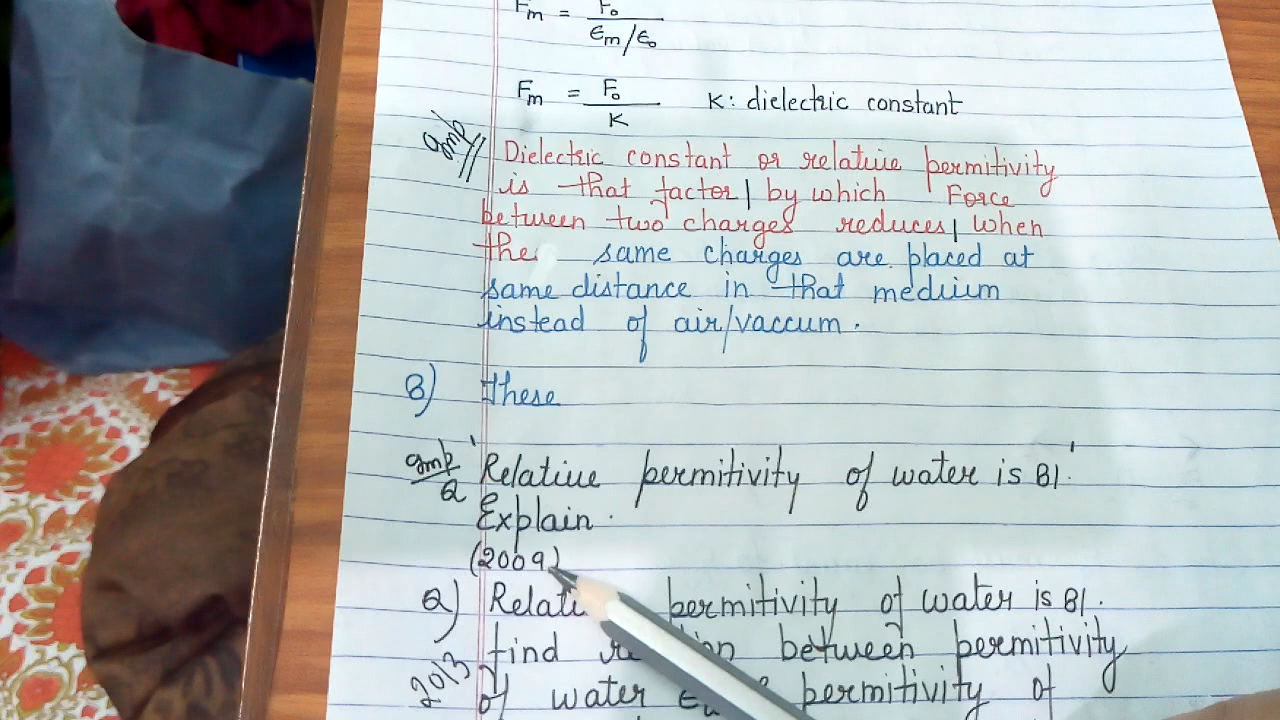 Fm = F₀ / ϵm/ϵ₀
Fm = F₀ / K K: dielectric constant
Imp
Dielectric constant or relative permitivity
is that factor| by which Force
between two charges reduces| when
the same charges are placed at
same distance in that medium
instead of air/vaccum.
B) these
Imp 'Relative permitivity of water is 81.'
Q Explain.
(2009)
Q) permitivity of water is 81.
find between permitivity
2013 of water permitivity of